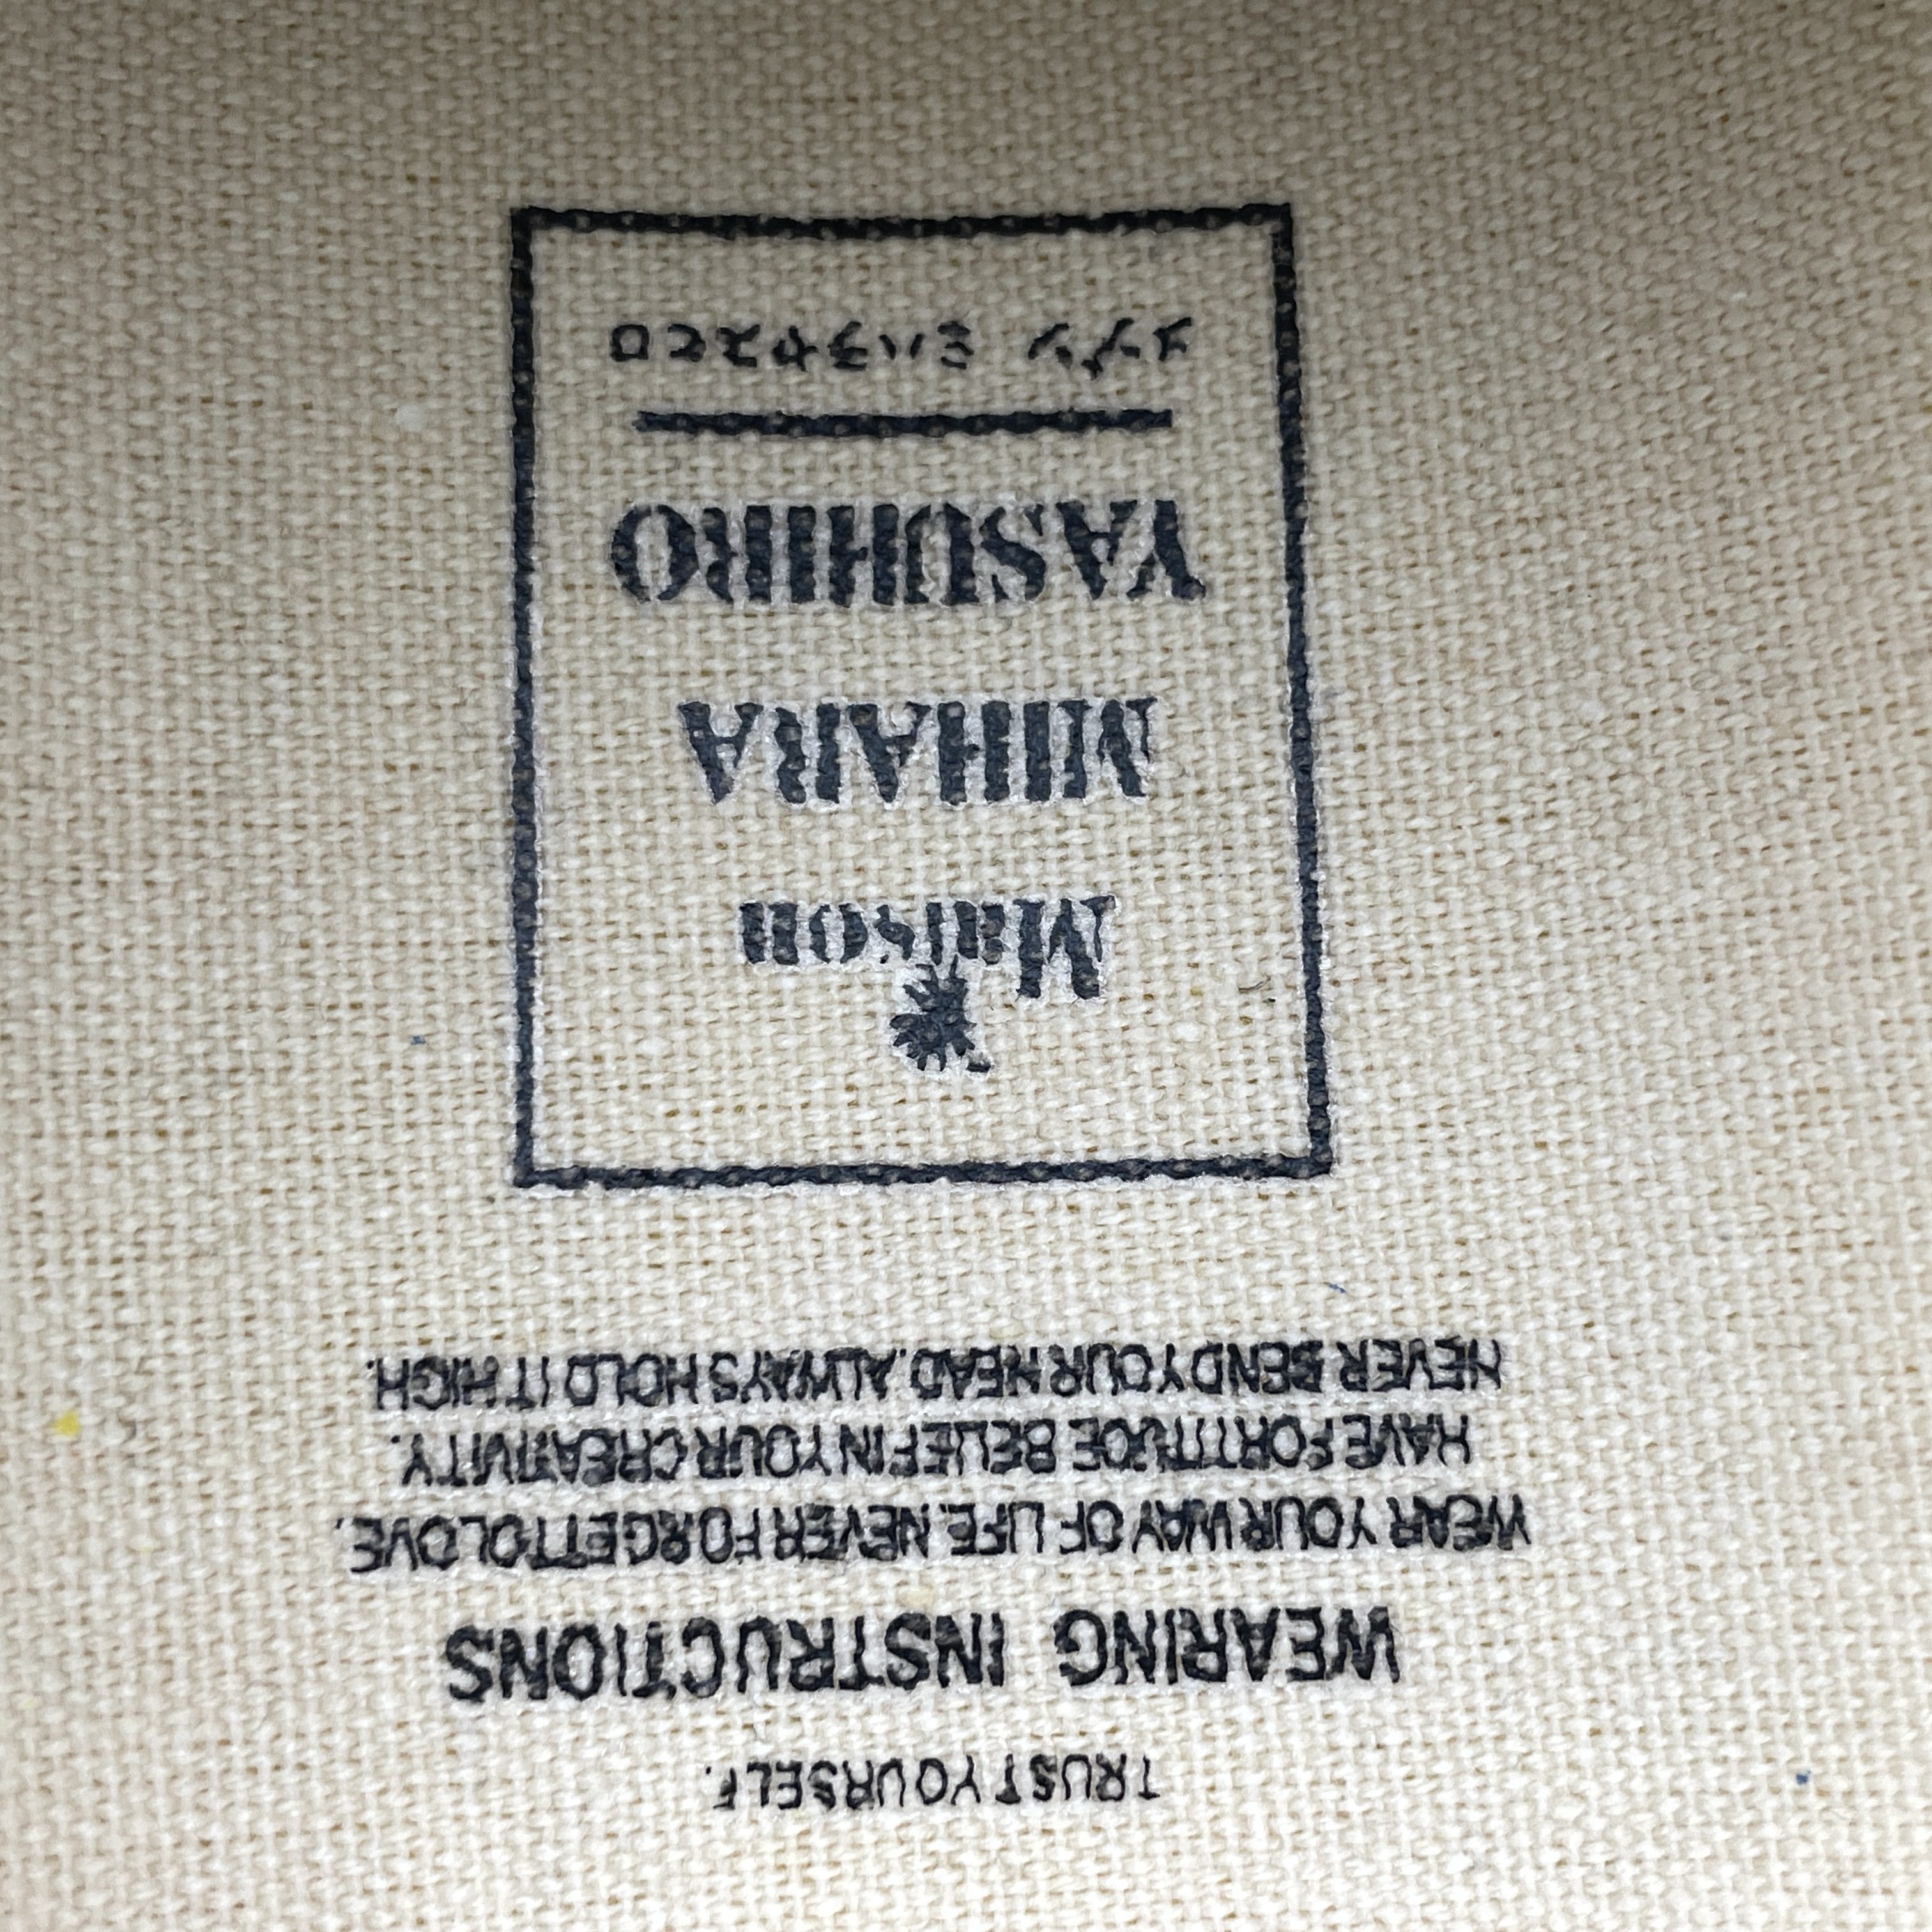 TRUST YOURSELF.
WEARING INSTRUCTIONS
WEAR YOUR WAY OF LIFE. NEVER FORGET TO LOVE.
HAVE FORTITUDE BELIEF IN YOUR CREATIVITY.
NEVER BEND YOUR HEAD. ALWAYS HOLD IT HIGH.
Maison
MIHARA
YASUHIRO
メゾン ミハラヤスヒロ